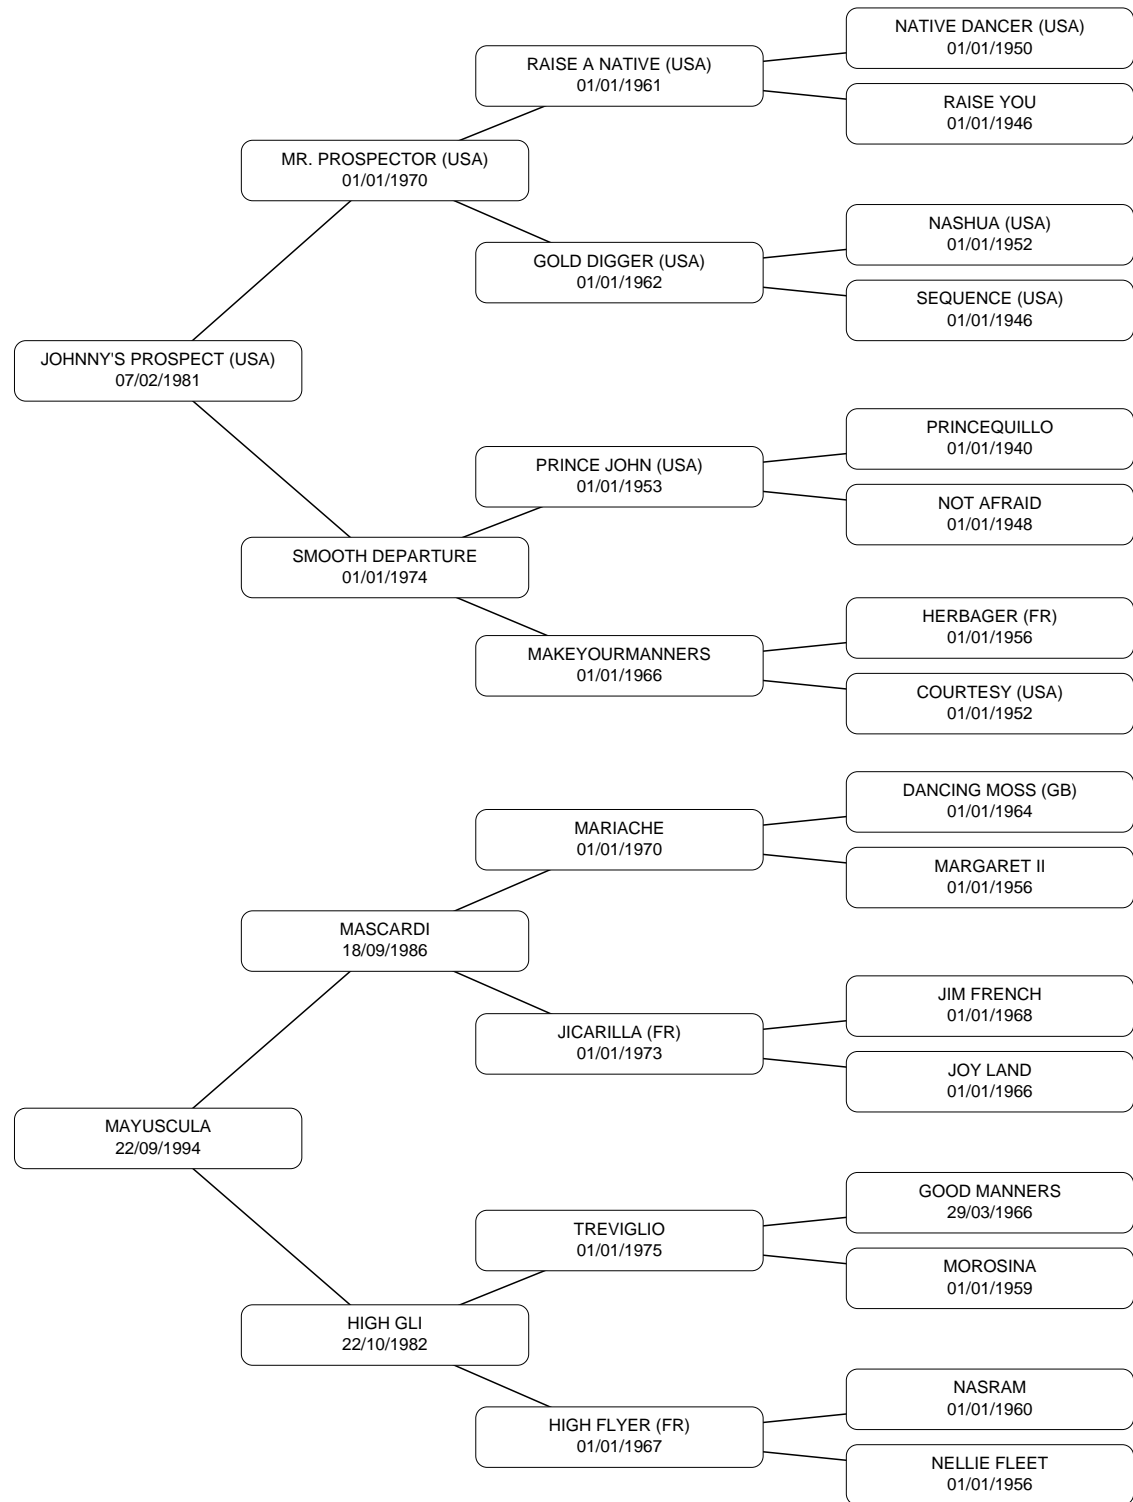 NATIVE DANCER (USA)
01/01/1950
RAISE A NATIVE (USA)
01/01/1961
RAISE YOU
01/01/1946
MR. PROSPECTOR (USA)
01/01/1970
NASHUA (USA)
01/01/1952
GOLD DIGGER (USA)
01/01/1962
SEQUENCE (USA)
01/01/1946
JOHNNY'S PROSPECT (USA)
07/02/1981
PRINCEQUILLO
01/01/1940
PRINCE JOHN (USA)
01/01/1953
NOT AFRAID
01/01/1948
SMOOTH DEPARTURE
01/01/1974
HERBAGER (FR)
01/01/1956
MAKEYOURMANNERS
01/01/1966
COURTESY (USA)
01/01/1952
DANCING MOSS (GB)
01/01/1964
MARIACHE
01/01/1970
MARGARET II
01/01/1956
MASCARDI
18/09/1986
JIM FRENCH
01/01/1968
JICARILLA (FR)
01/01/1973
JOY LAND
01/01/1966
MAYUSCULA
22/09/1994
GOOD MANNERS
29/03/1966
TREVIGLIO
01/01/1975
MOROSINA
01/01/1959
HIGH GLI
22/10/1982
NASRAM
01/01/1960
HIGH FLYER (FR)
01/01/1967
NELLIE FLEET
01/01/1956